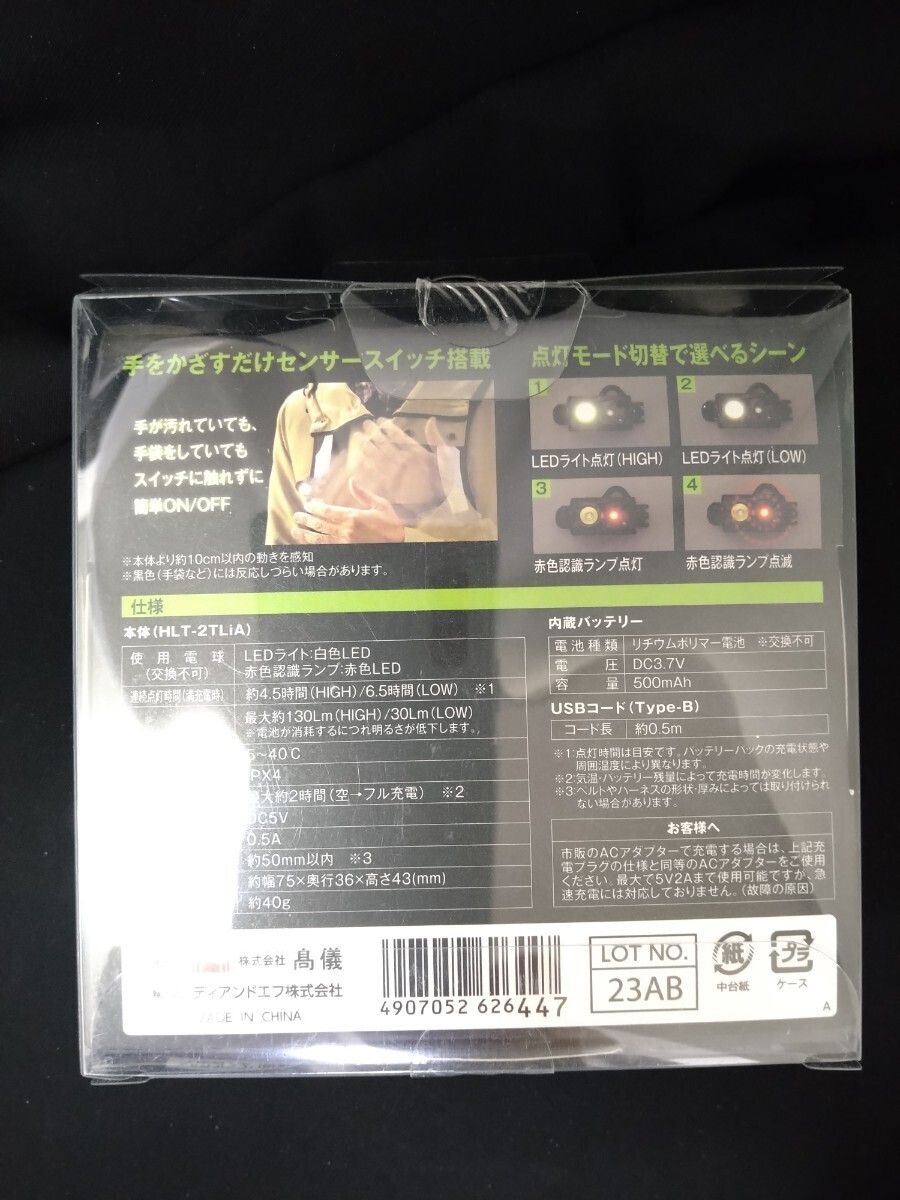 手をかざすだけセンサースイッチ搭載
手が汚れていても、
手袋をしていても
スイッチに触れずに
簡単ON/OFF
※本体より約10cm以内の動きを感知
※黒色(手袋など)には反応しづらい場合があります。
点灯モード切替で選べるシーン
1
2
LEDライト点灯(HIGH)
LEDライト点灯(LOW)
3
4
赤色認識ランプ点灯
赤色認識ランプ点滅
仕様
本体(HLT-2TLiA)
使用電球
(交換不可)
LEDライト:白色LED
赤色認識ランプ:赤色LED
連続点灯時間(満充電時)
約4.5時間(HIGH)/6.5時間(LOW) ※1
最大約130Lm(HIGH)/30Lm(LOW)
※電池が消耗するにつれ明るさが低下します。
5～40℃
IPX4
最大約2時間(空→フル充電) ※2
DC5V
0.5A
約50mm以内 ※3
約幅75×奥行36×高さ43(mm)
約40g
内蔵バッテリー
電池種類 リチウムポリマー電池 ※交換不可
電圧 DC3.7V
容量 500mAh
USBコード(Type-B)
コード長 約0.5m
※1:点灯時間は目安です。バッテリーパックの充電状態や
周囲温度により異なります。
※2:気温・バッテリー残量によって充電時間が変化します。
※3:ベルトやハーネスの形状・厚みによっては取り付けられ
ない場合があります。
お客様へ
市販のACアダプターで充電する場合は、上記充
電プラグの仕様と同等のACアダプターをご使用
ください。最大で5V2Aまで使用可能ですが、急
速充電には対応しておりません。(故障の原因)
株式会社 髙儀
ディアンドエフ株式会社
MADE IN CHINA
4907052 626447
LOT NO.
23AB
紙
中台紙
プラ
ケース
A